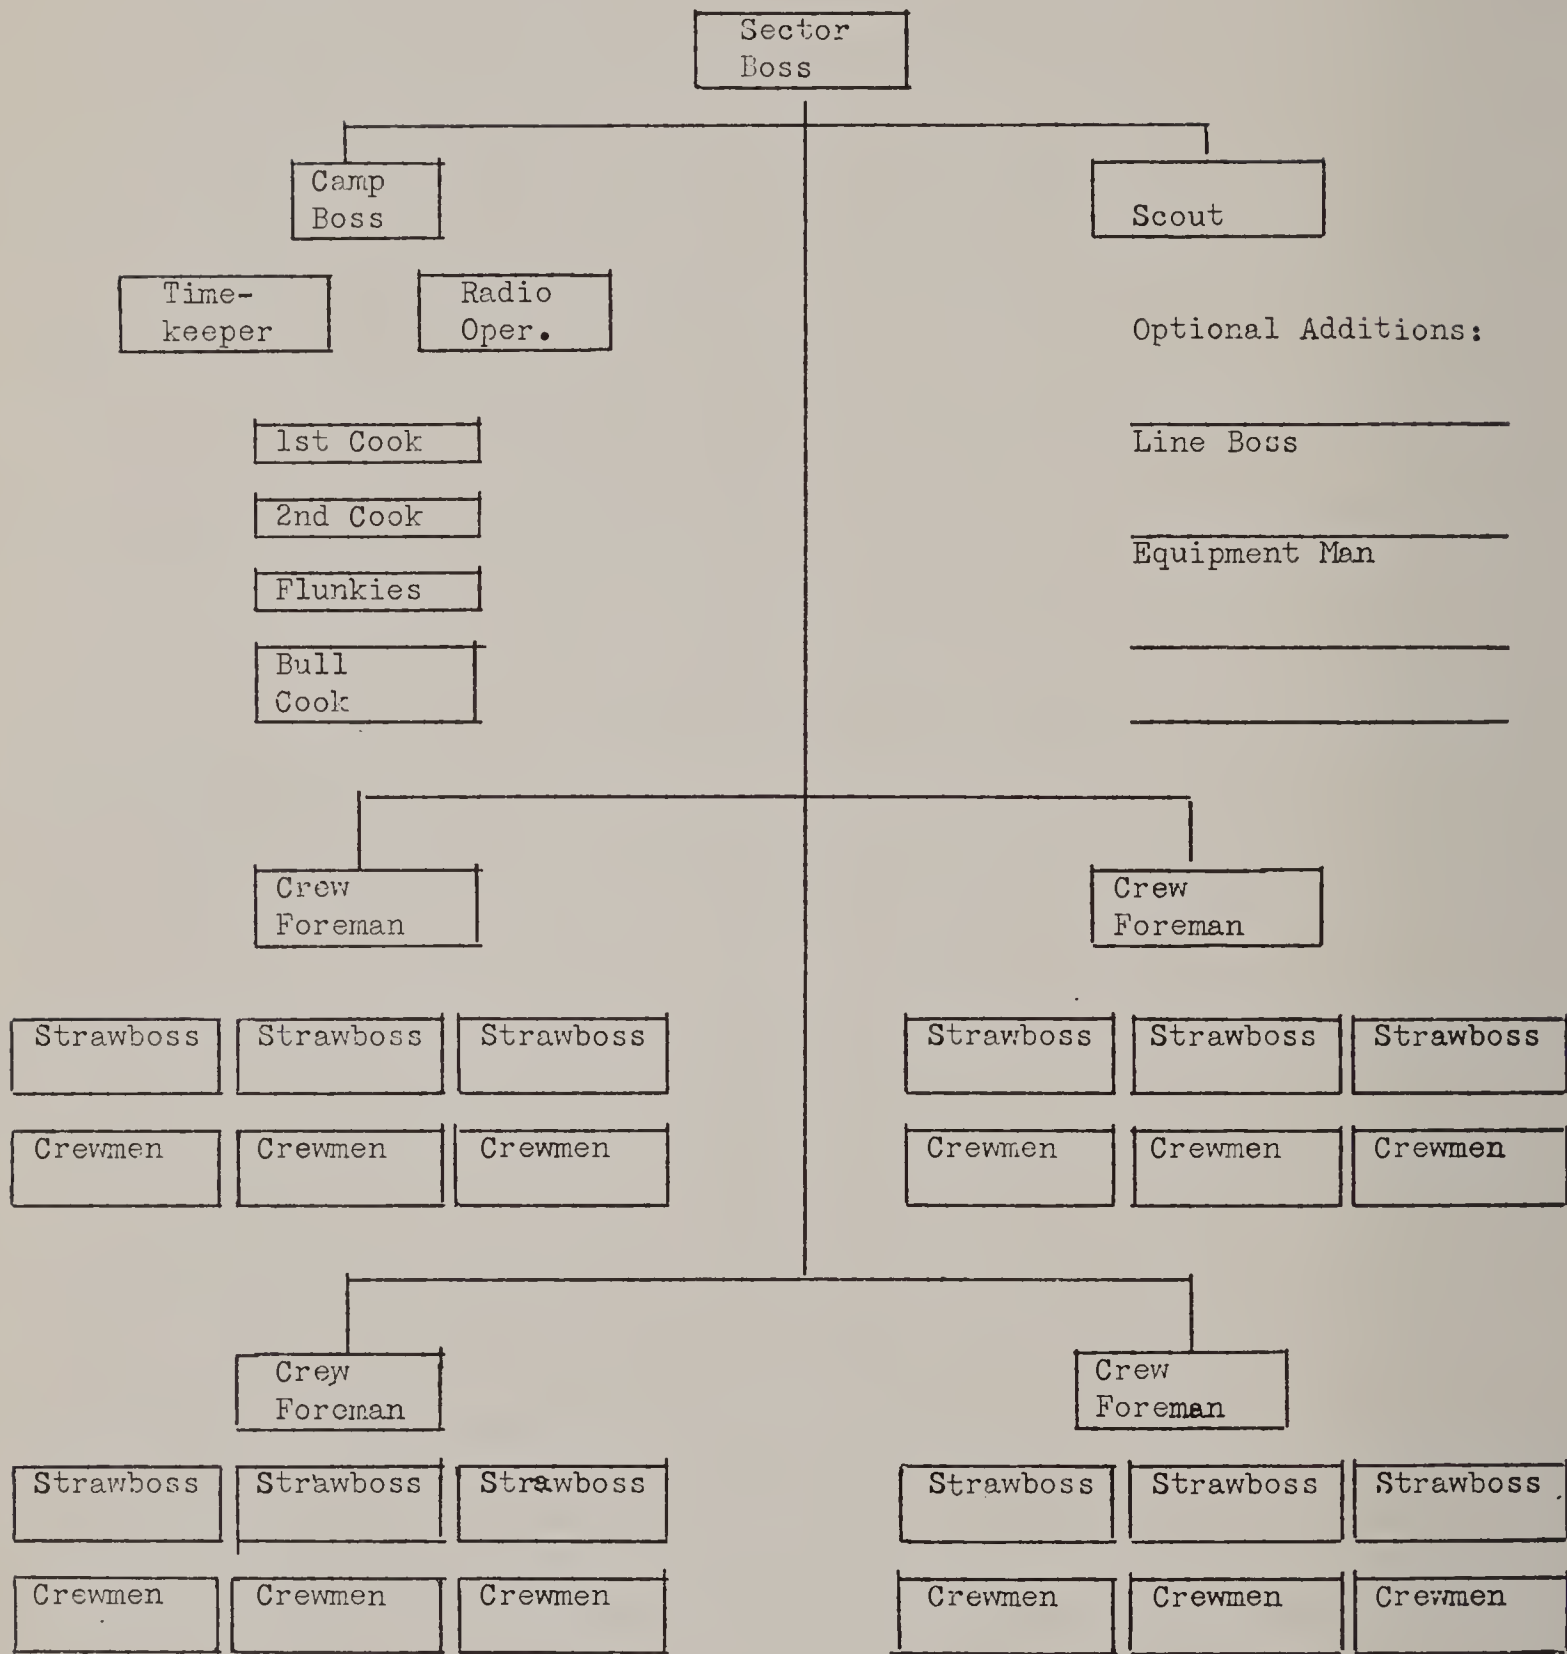 Sector
Boss
Camp
Boss
Scout
Time-
keeper
Radio
Oper.
Optional Additions:
1st Cook
Line Boss
2nd Cook
Equipment Man
Flunkies
Bull
Cook
Crew
Foreman
Crew
Foreman
Strawboss Strawboss Strawboss Strawboss Strawboss Strawboss
Crewmen Crewmen Crewmen Crewmen Crewmen Crewmen
Crew
Foreman
Crew
Foreman
Strawboss Strawboss Strawboss Strawboss Strawboss Strawboss
Crewmen Crewmen Crewmen Crewmen Crewmen Crewmen